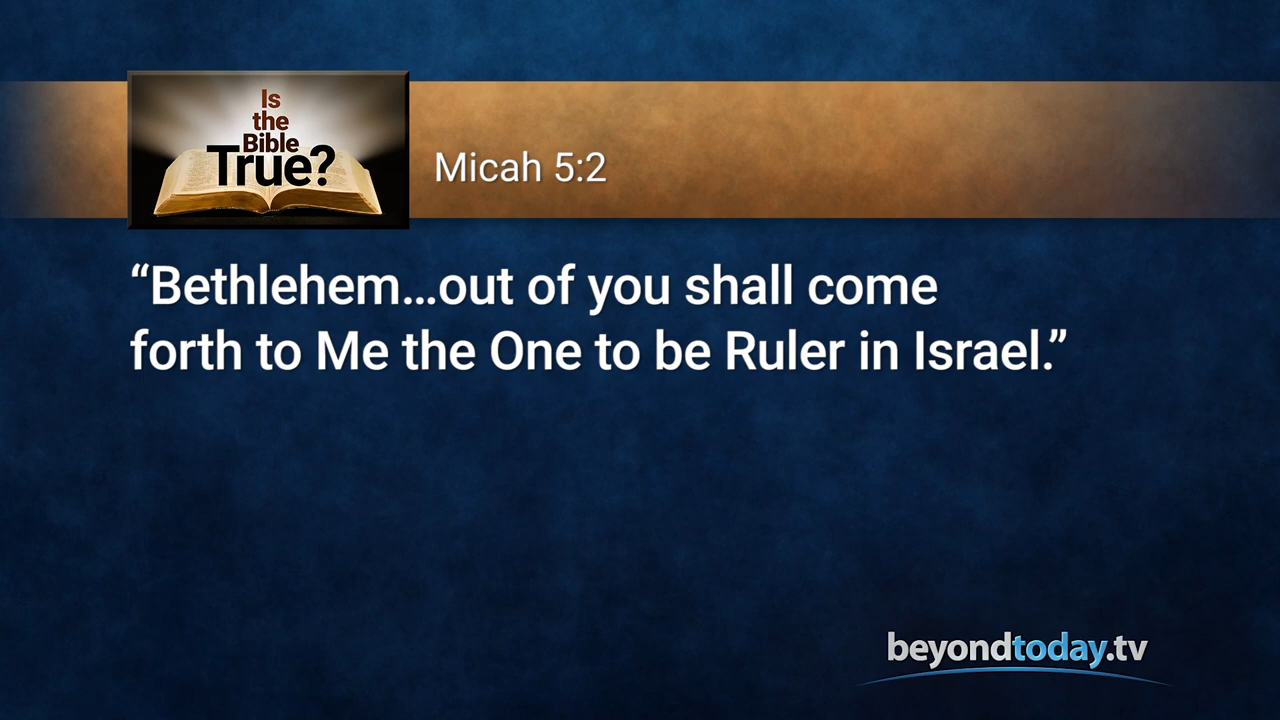 Is
the
Bible
True?
Micah 5:2
“Bethlehem...out of you shall come
forth to Me the One to be Ruler in Israel.”
beyondtoday.tv